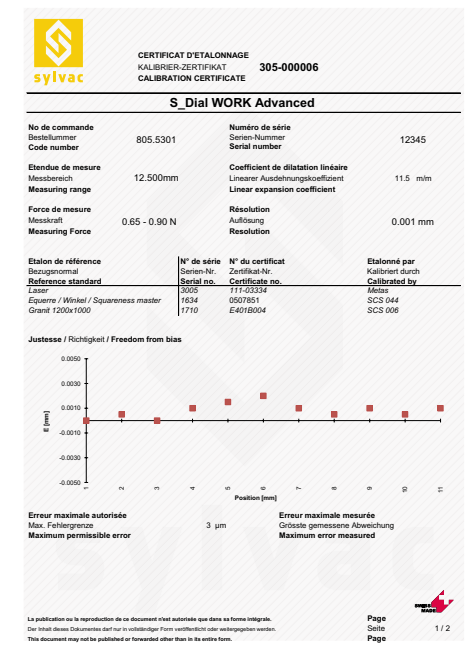 sylvac
CERTIFICAT D'ETALONNAGE
KALIBRIER-ZERTIFIKAT 305-000006
CALIBRATION CERTIFICATE
S_Dial WORK Advanced
No de commande Numéro de série
Bestellummer 805.5301 Serien-Nummer 12345
Code number Serial number
Etendue de mesure Coefficient de dilatation linéaire
Messbereich 12.500mm Linearer Ausdehnungskoeffizient 11.5 m/m
Measuring range Linear expansion coefficient
Force de mesure Résolution
Messkraft 0.65 - 0.90 N Auflösung 0.001 mm
Measuring Force Resolution
Etalon de référence N° de série N° du certificat Etalonné par
Bezugsnormal Serien-Nr. Zertifikat-Nr. Kalibriert durch
Reference standard Serial no. Certificate no. Calibrated by
Laser 3005 111-03334 Metas
Equerre / Winkel / Squareness master 1634 0507851 SCS 044
Granit 1200x1000 1710 E401B004 SCS 006
Justesse / Richtigkeit / Freedom from bias
0.0050
0.0030
0.0010
-0.0010
-0.0030
-0.0050
E [mm]
1 2 3 4 5 6 7 8 9 10 11
Position [mm]
Erreur maximale autorisée Erreur maximale mesurée
Max. Fehlergrenze 3 µm Grösste gemessene Abweichung
Maximum permissible error Maximum error measured
sylvac
SWISS
MADE
La publication ou la reproduction de ce document n'est autorisée que dans sa forme intégrale. Page
Der Inhalt dieses Dokumentes darf nur in vollständiger Form veröffentlicht oder weitergegeben werden. Seite 1 / 2
This document may not be published or forwarded other than in its entire form. Page